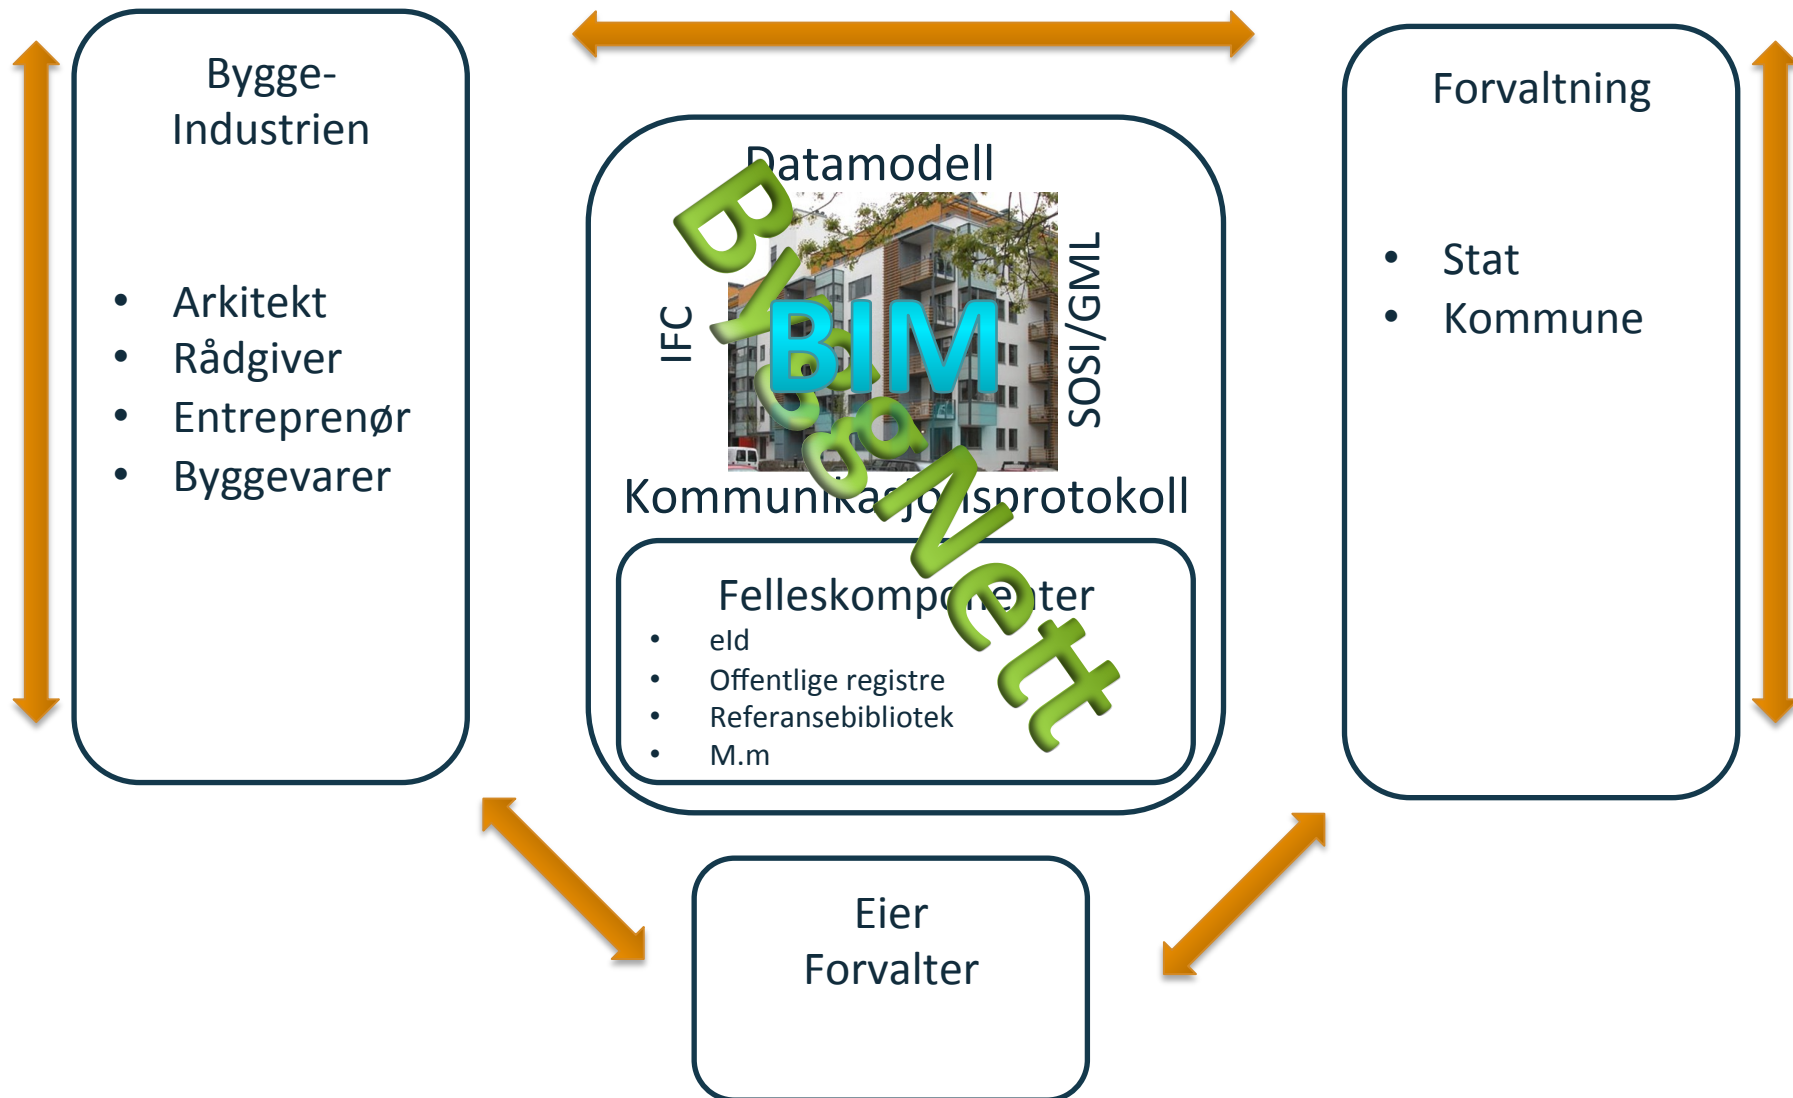 Bygge-
Industrien
• Arkitekt
• Rådgiver
• Entreprenør
• Byggevarer
Datamodell
IFC
BIM
SOSI/GML
ByggNett
Kommunikasjonsprotokoll
Felleskomponenter
• eId
• Offentlige registre
• Referansebibliotek
• M.m
Forvaltning
• Stat
• Kommune
Eier
Forvalter